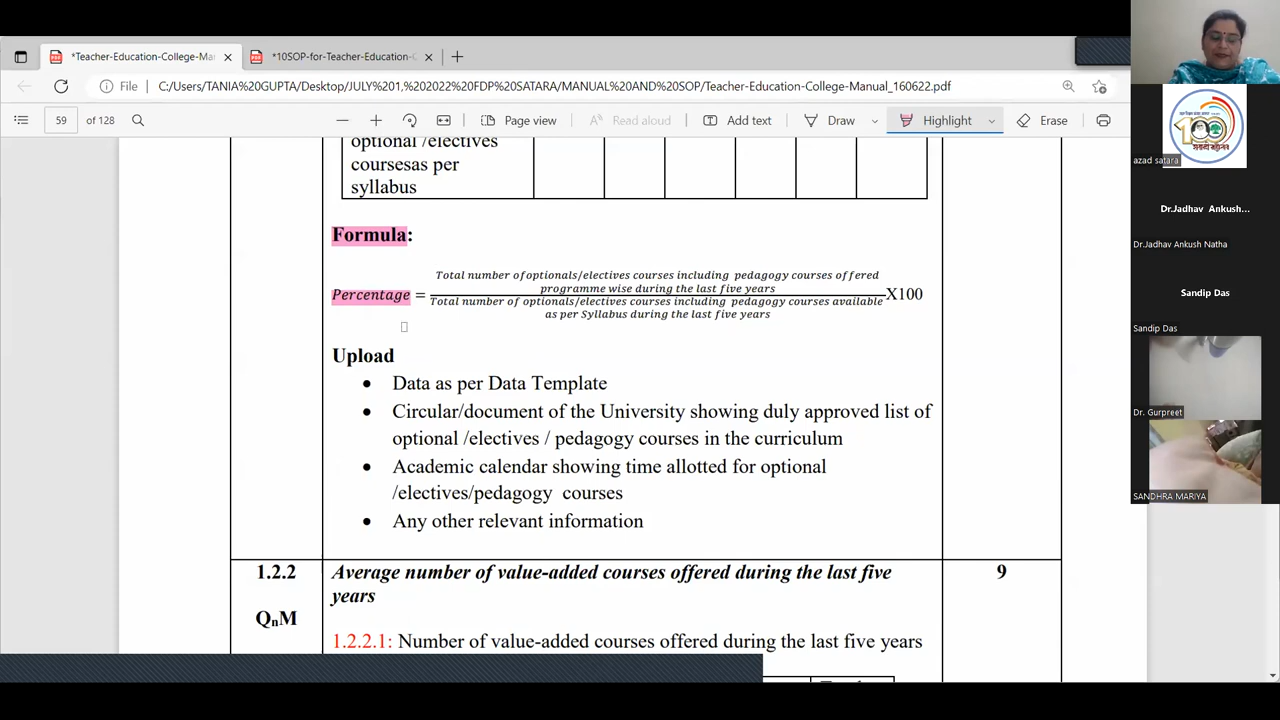 *Teacher-Education-College-Ma
*10SOP-for-Teacher-Education-
File
C:/Users/TANIA%20GUPTA/Desktop/JULY%201,%202022%20FDP%20SATARA/MANUAL%20AND%20SOP/Teacher-Education-College-Manual_160622.pdf
59 of 128
Page view
Read aloud
Add text
Draw
Highlight
Erase
optional /electives
coursesas per
syllabus
Formula:
Total number of optionals/electives courses including pedagogy courses offered
programme wise during the last five years
Percentage =
X100
Total number of optionals/electives courses including pedagogy courses available
as per Syllabus during the last five years
Upload
• Data as per Data Template
• Circular/document of the University showing duly approved list of
optional /electives / pedagogy courses in the curriculum
• Academic calendar showing time allotted for optional
/electives/pedagogy courses
• Any other relevant information
1.2.2
QnM
Average number of value-added courses offered during the last five
years
9
1.2.2.1: Number of value-added courses offered during the last five years
azad satara
Dr.Jadhav Ankush...
Dr.Jadhav Ankush Natha
Sandip Das
Sandip Das
Dr. Gurpreet
SANDHRA MARIYA